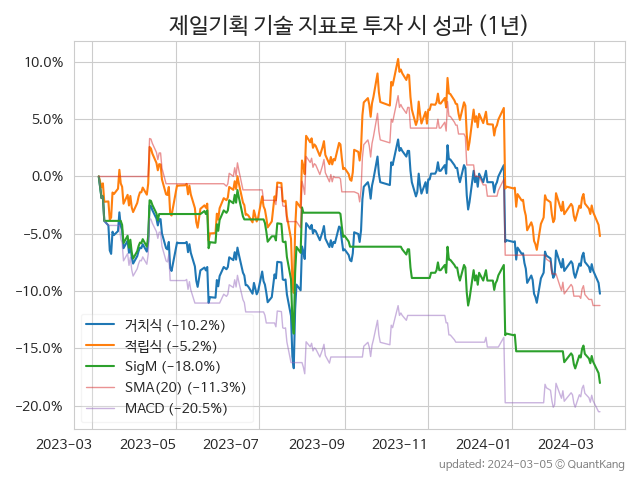 제일기획 기술 지표로 투자 시 성과 (1년)
10.0%
5.0%
0.0%
−5.0%
−10.0%
−15.0%
−20.0%
거치식 (−10.2%)
적립식 (−5.2%)
SigM (−18.0%)
SMA(20) (−11.3%)
MACD (−20.5%)
2023−03 2023−05 2023−07 2023−09 2023−11 2024−01 2024−03
updated: 2024-03-05 © QuantKang